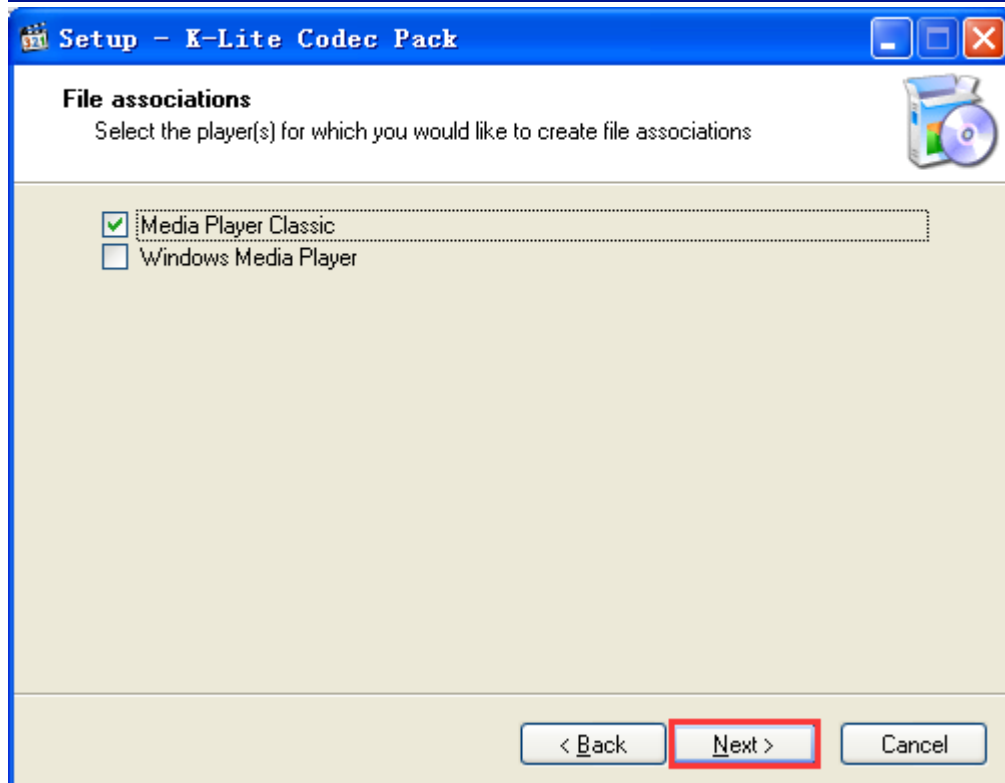 Setup - K-Lite Codec Pack
File associations
Select the player(s) for which you would like to create file associations
Media Player Classic
Windows Media Player
< Back
Next >
Cancel